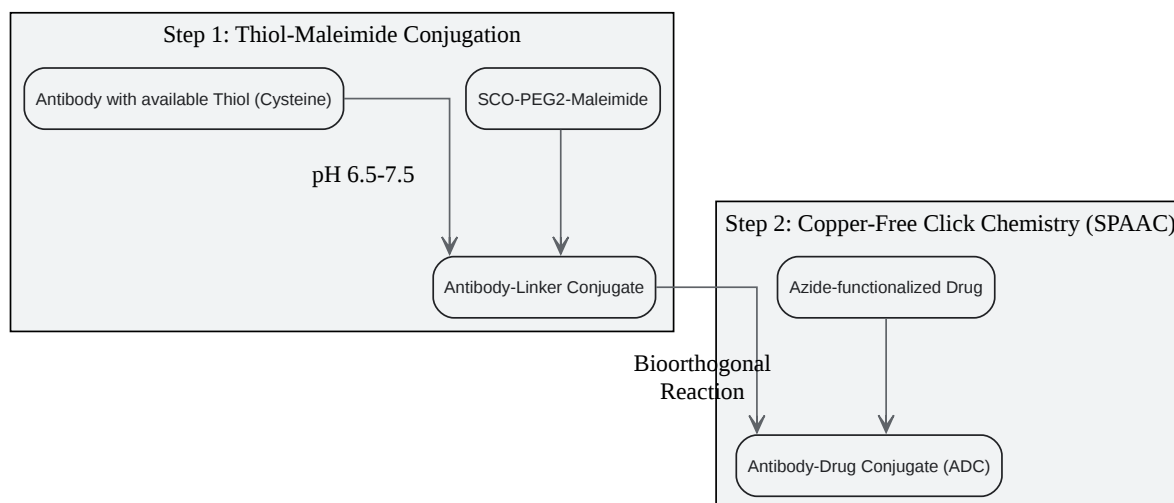 Step 1: Thiol-Maleimide Conjugation
Antibody with available Thiol (Cysteine)
SCO-PEG2-Maleimide
pH 6.5-7.5
Antibody-Linker Conjugate
Step 2: Copper-Free Click Chemistry (SPAAC)
Azide-functionalized Drug
Bioorthogonal
Reaction
Antibody-Drug Conjugate (ADC)